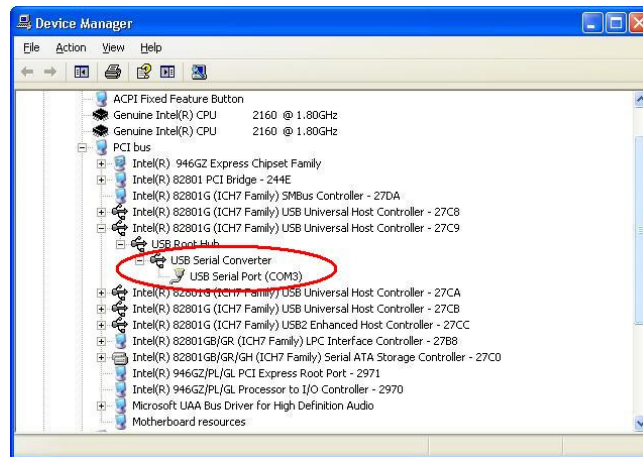 Device Manager
File Action View Help
ACPI Fixed Feature Button
Genuine Intel(R) CPU 2160 @ 1.80GHz
Genuine Intel(R) CPU 2160 @ 1.80GHz
PCI bus
Intel(R) 946GZ Express Chipset Family
Intel(R) 82801 PCI Bridge - 244E
Intel(R) 82801G (ICH7 Family) SMBus Controller - 27DA
Intel(R) 82801G (ICH7 Family) USB Universal Host Controller - 27C8
Intel(R) 82801G (ICH7 Family) USB Universal Host Controller - 27C9
USB Root Hub
USB Serial Converter
USB Serial Port (COM3)
Intel(R) 82801G (ICH7 Family) USB Universal Host Controller - 27CA
Intel(R) 82801G (ICH7 Family) USB Universal Host Controller - 27CB
Intel(R) 82801G (ICH7 Family) USB2 Enhanced Host Controller - 27CC
Intel(R) 82801GB/GR (ICH7 Family) LPC Interface Controller - 27B8
Intel(R) 82801GB/GR/GH (ICH7 Family) Serial ATA Storage Controller - 27C0
Intel(R) 946GZ/PL/GL PCI Express Root Port - 2971
Intel(R) 946GZ/PL/GL Processor to I/O Controller - 2970
Microsoft UAA Bus Driver for High Definition Audio
Motherboard resources